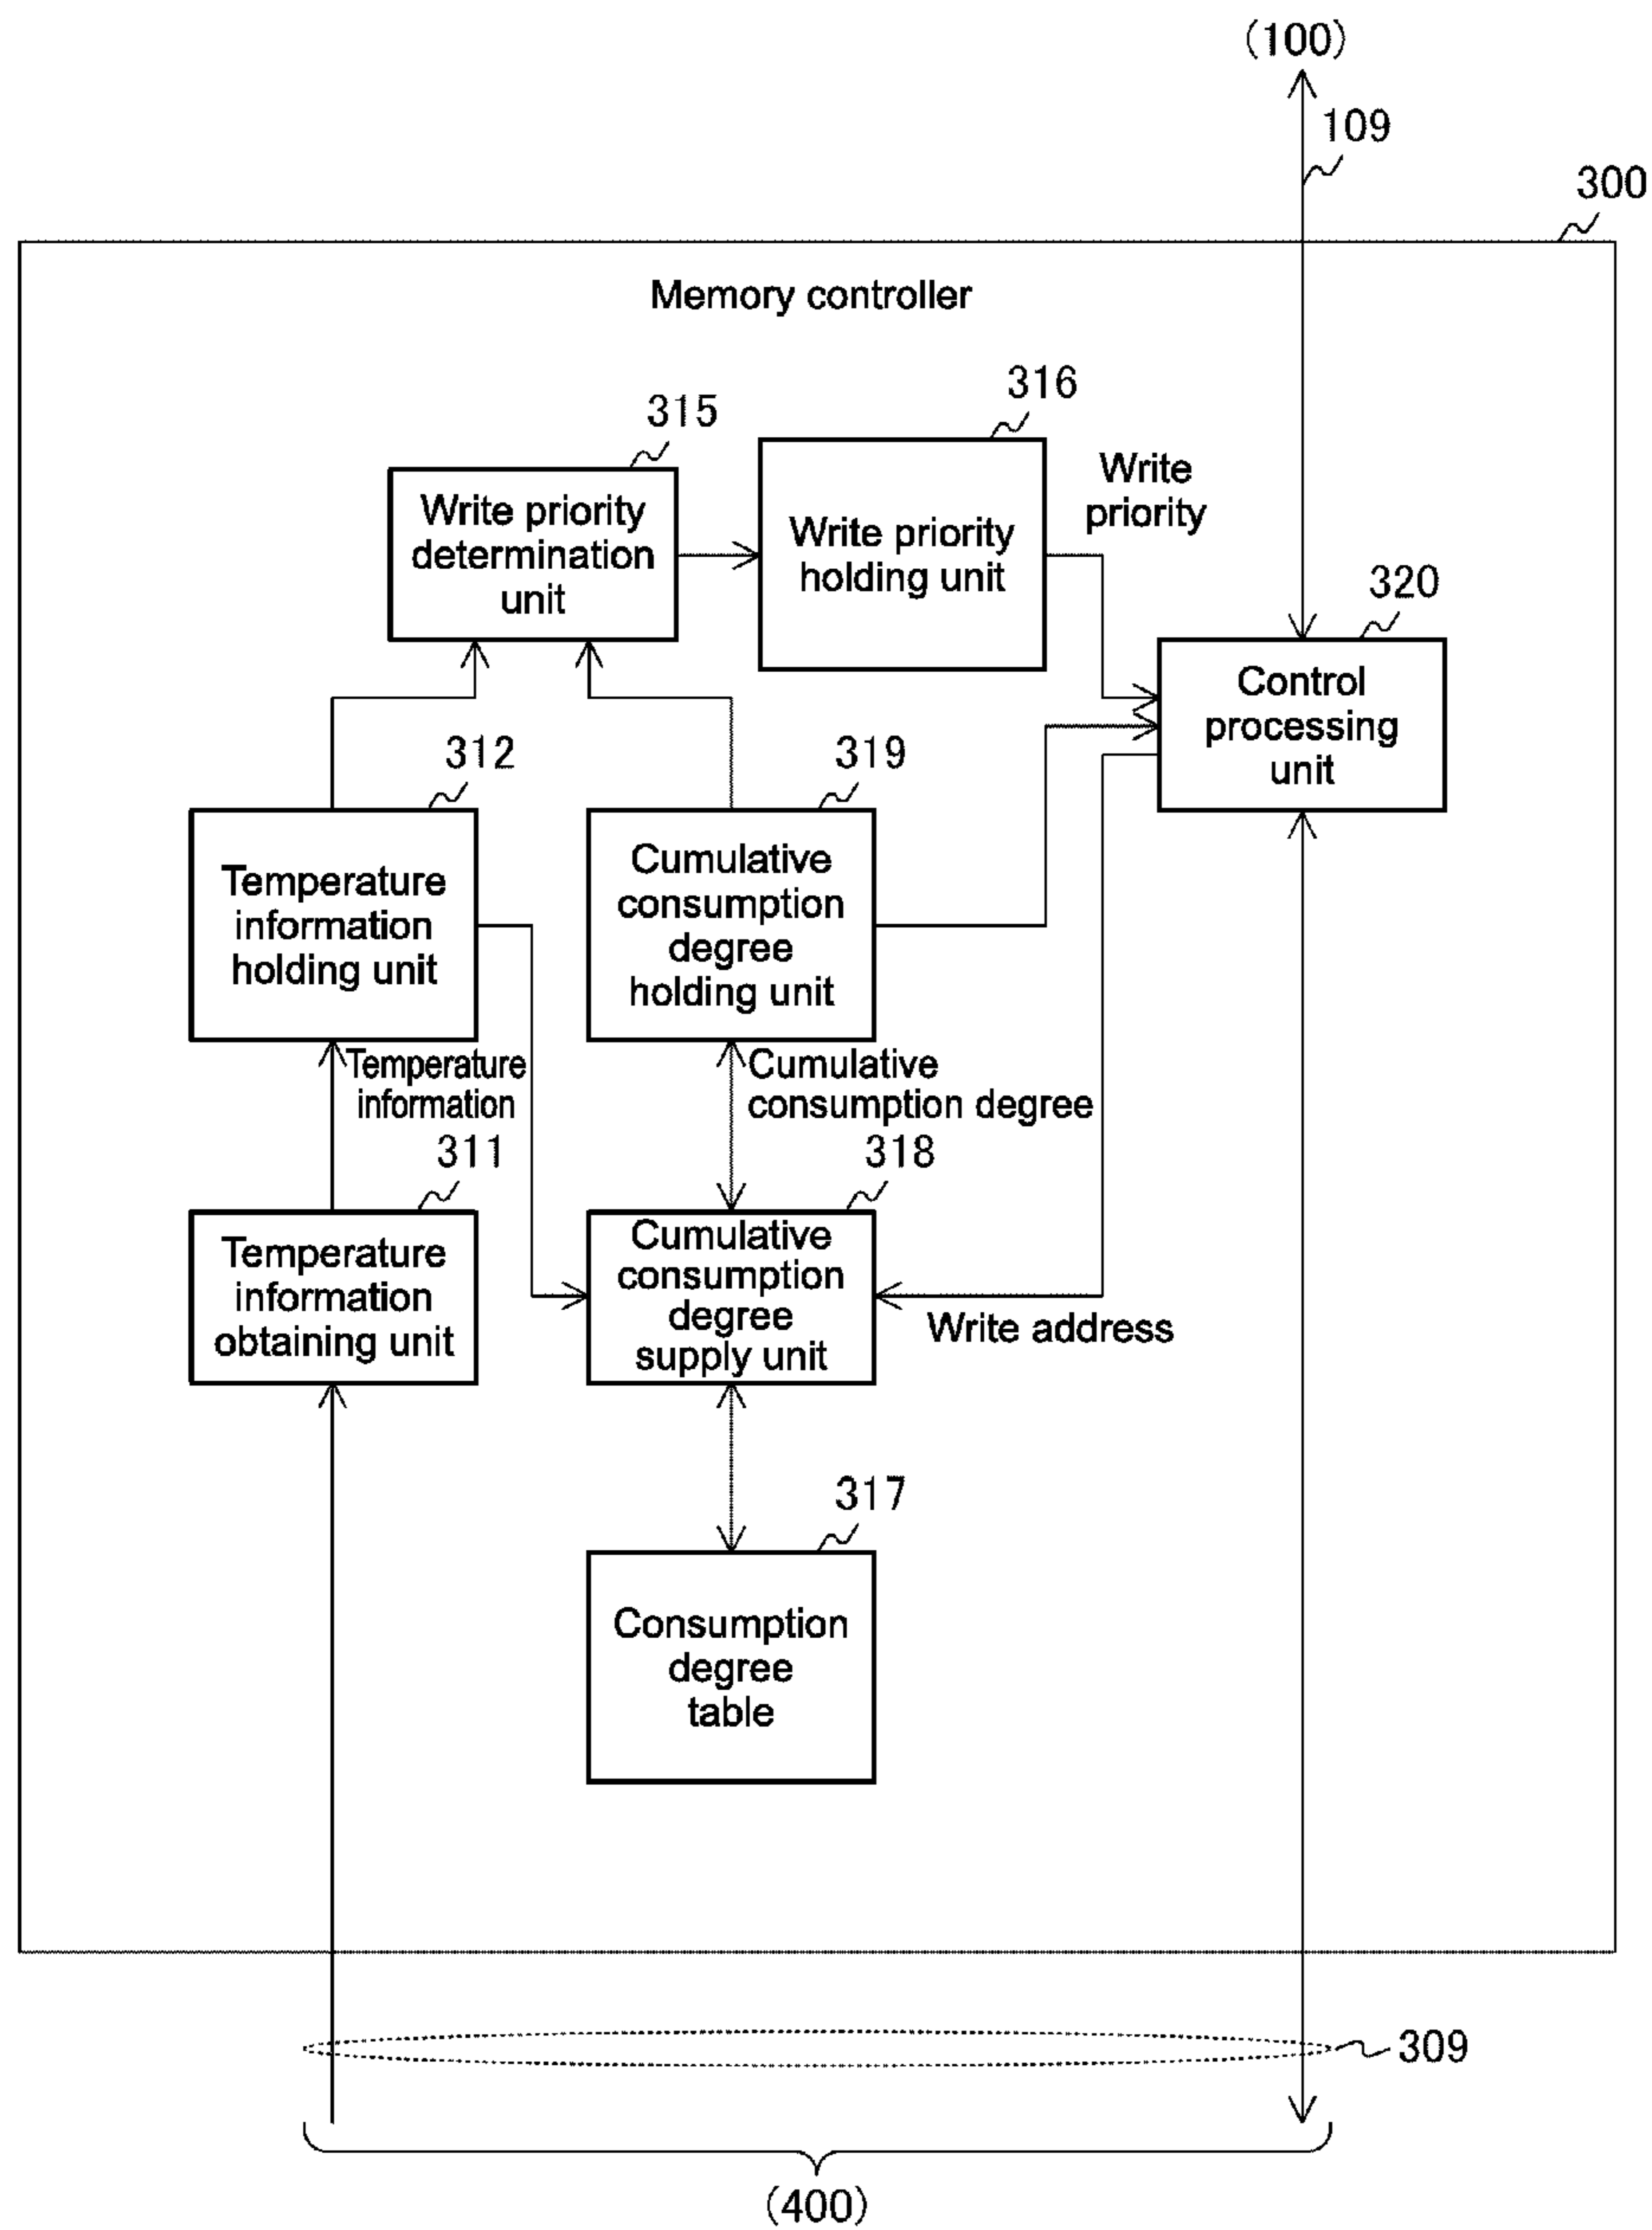 (100)
109
300
Memory controller
316
315
Write
priority
Write priority
determination
unit
Write priority
holding unit
320
Control
processing
unit
312
319
Temperature
information
holding unit
Cumulative
consumption
degree
holding unit
Temperature
information
Cumulative
consumption degree
311
318
Temperature
information
obtaining unit
Cumulative
consumption
degree
supply unit
Write address
317
Consumption
degree
table
309
(400)